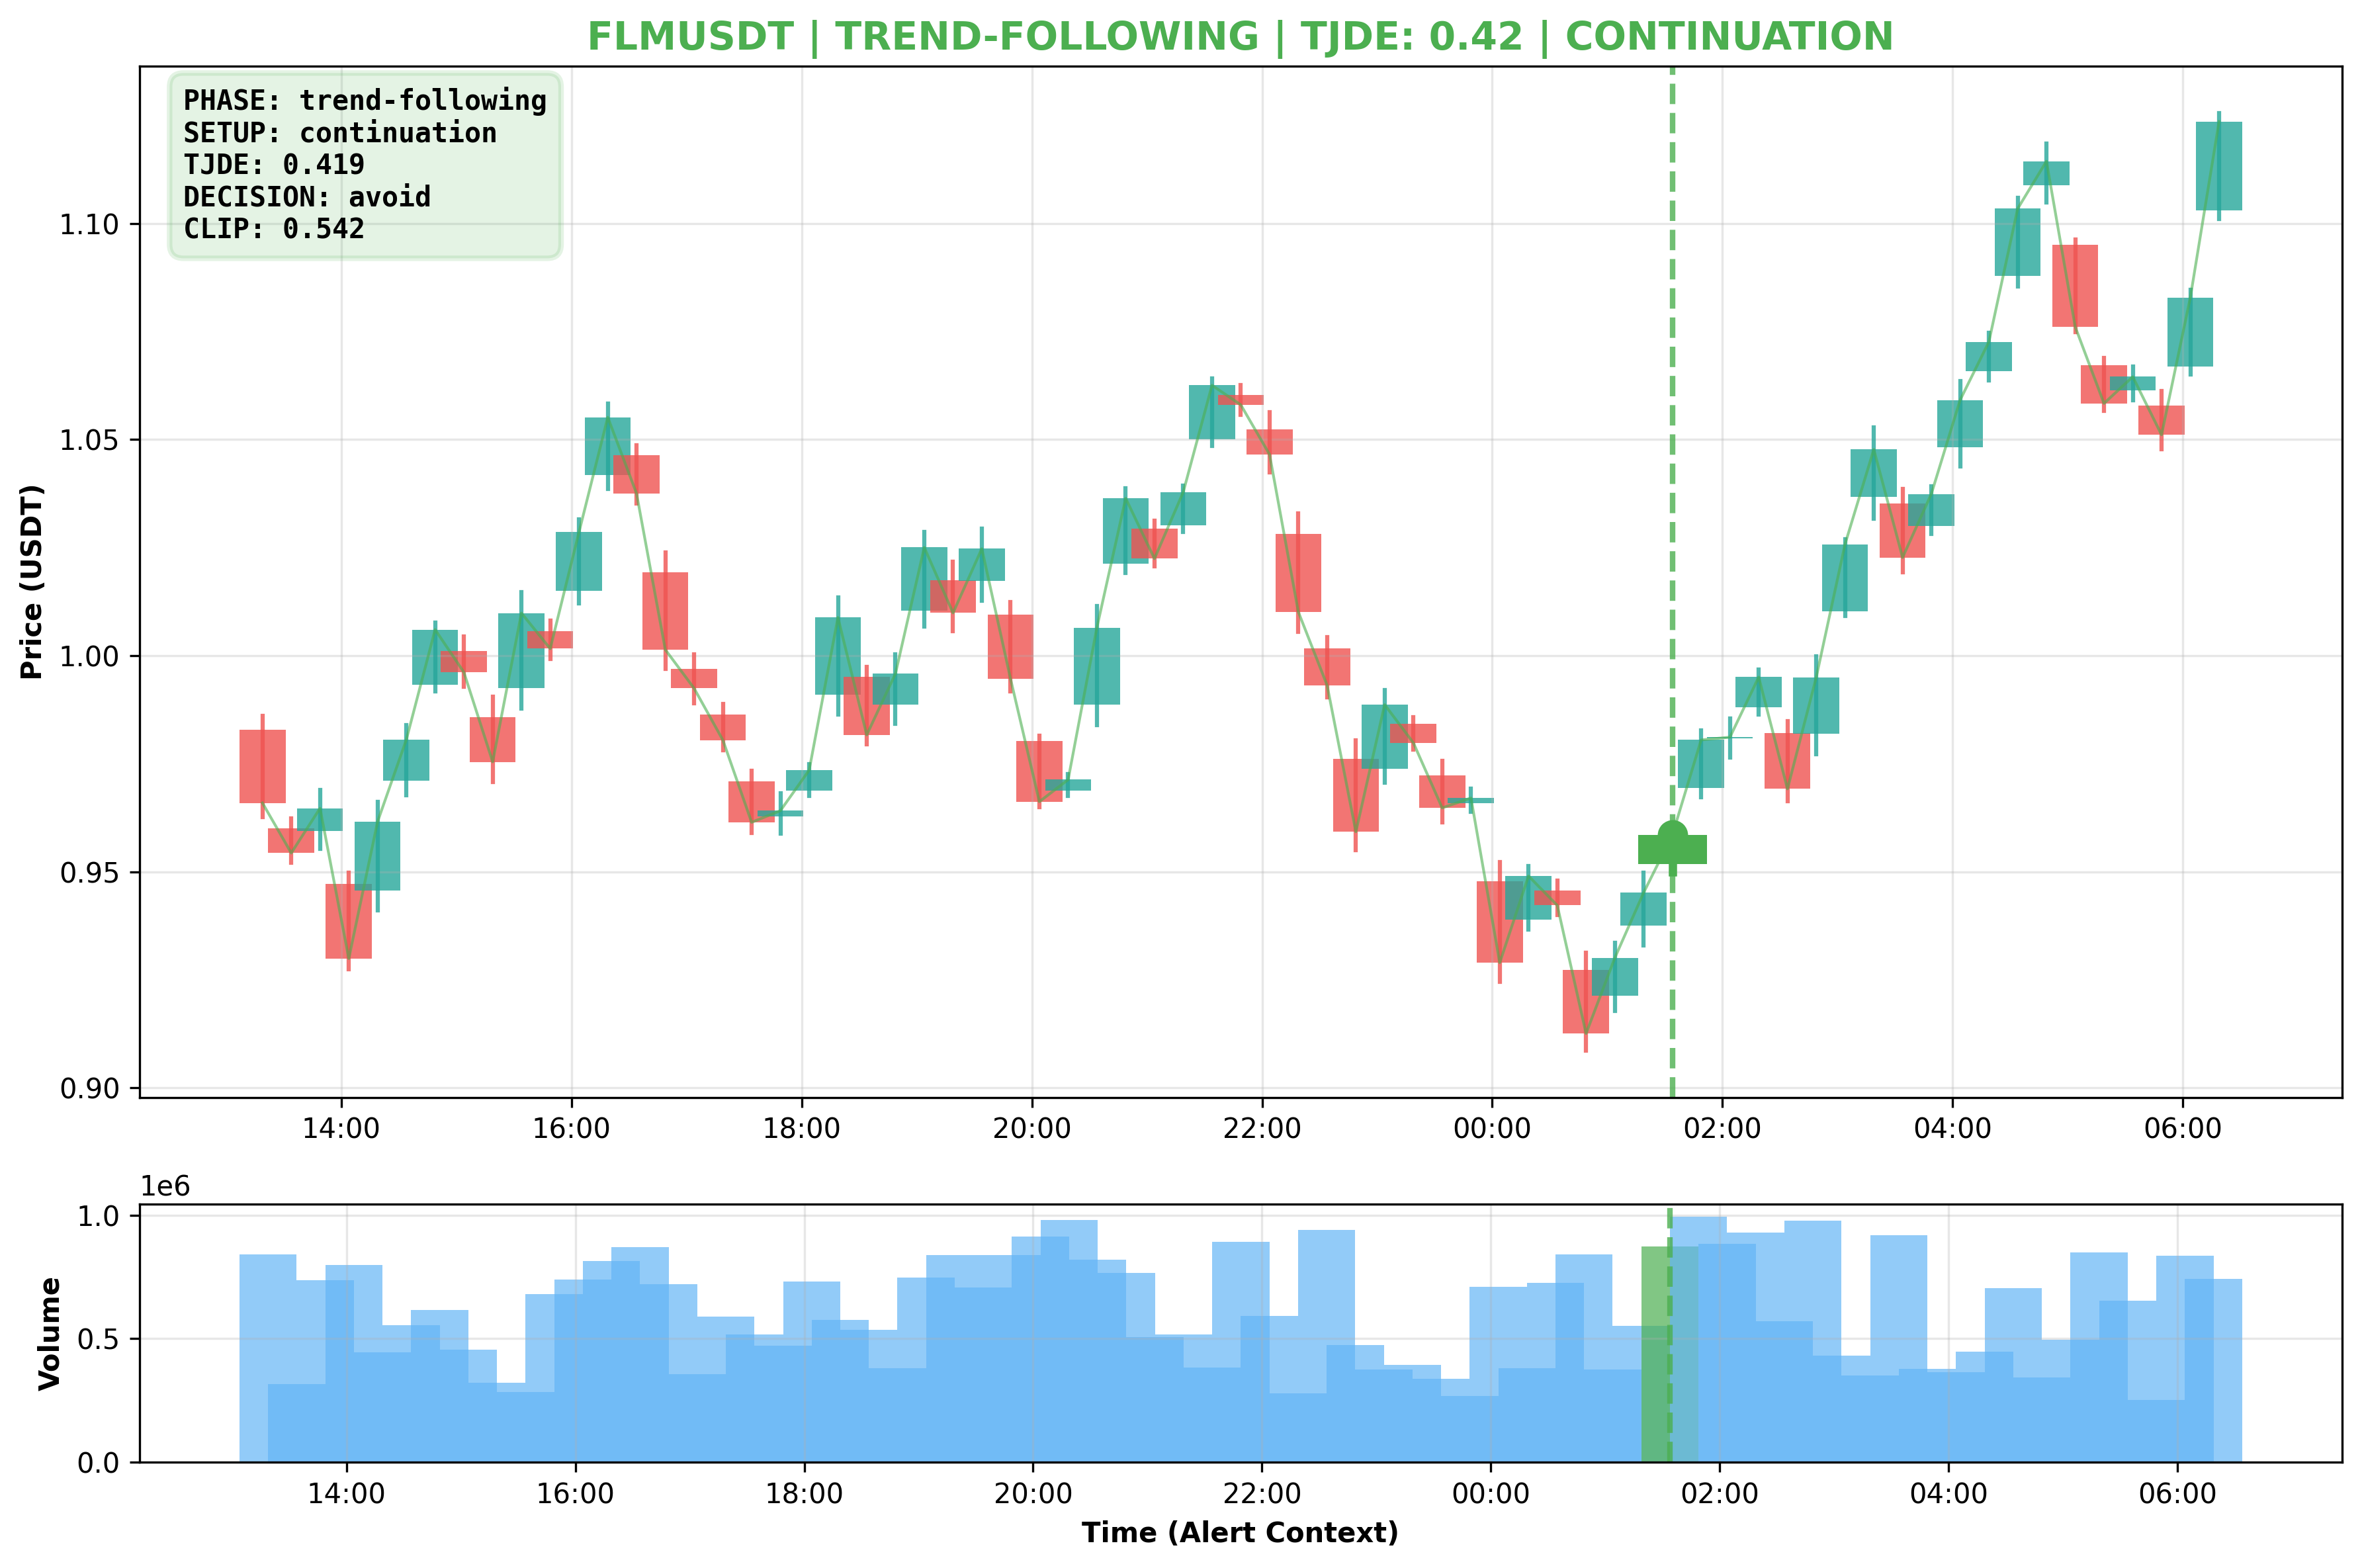 FLMUSDT | TREND-FOLLOWING | TJDE: 0.42 | CONTINUATION
PHASE: trend-following
SETUP: continuation
TJDE: 0.419
DECISION: avoid
CLIP: 0.542
Price (USDT)
1.10
1.05
1.00
0.95
0.90
14:00 16:00 18:00 20:00 22:00 00:00 02:00 04:00 06:00
1e6
Volume
1.0
0.5
0.0
14:00 16:00 18:00 20:00 22:00 00:00 02:00 04:00 06:00
Time (Alert Context)